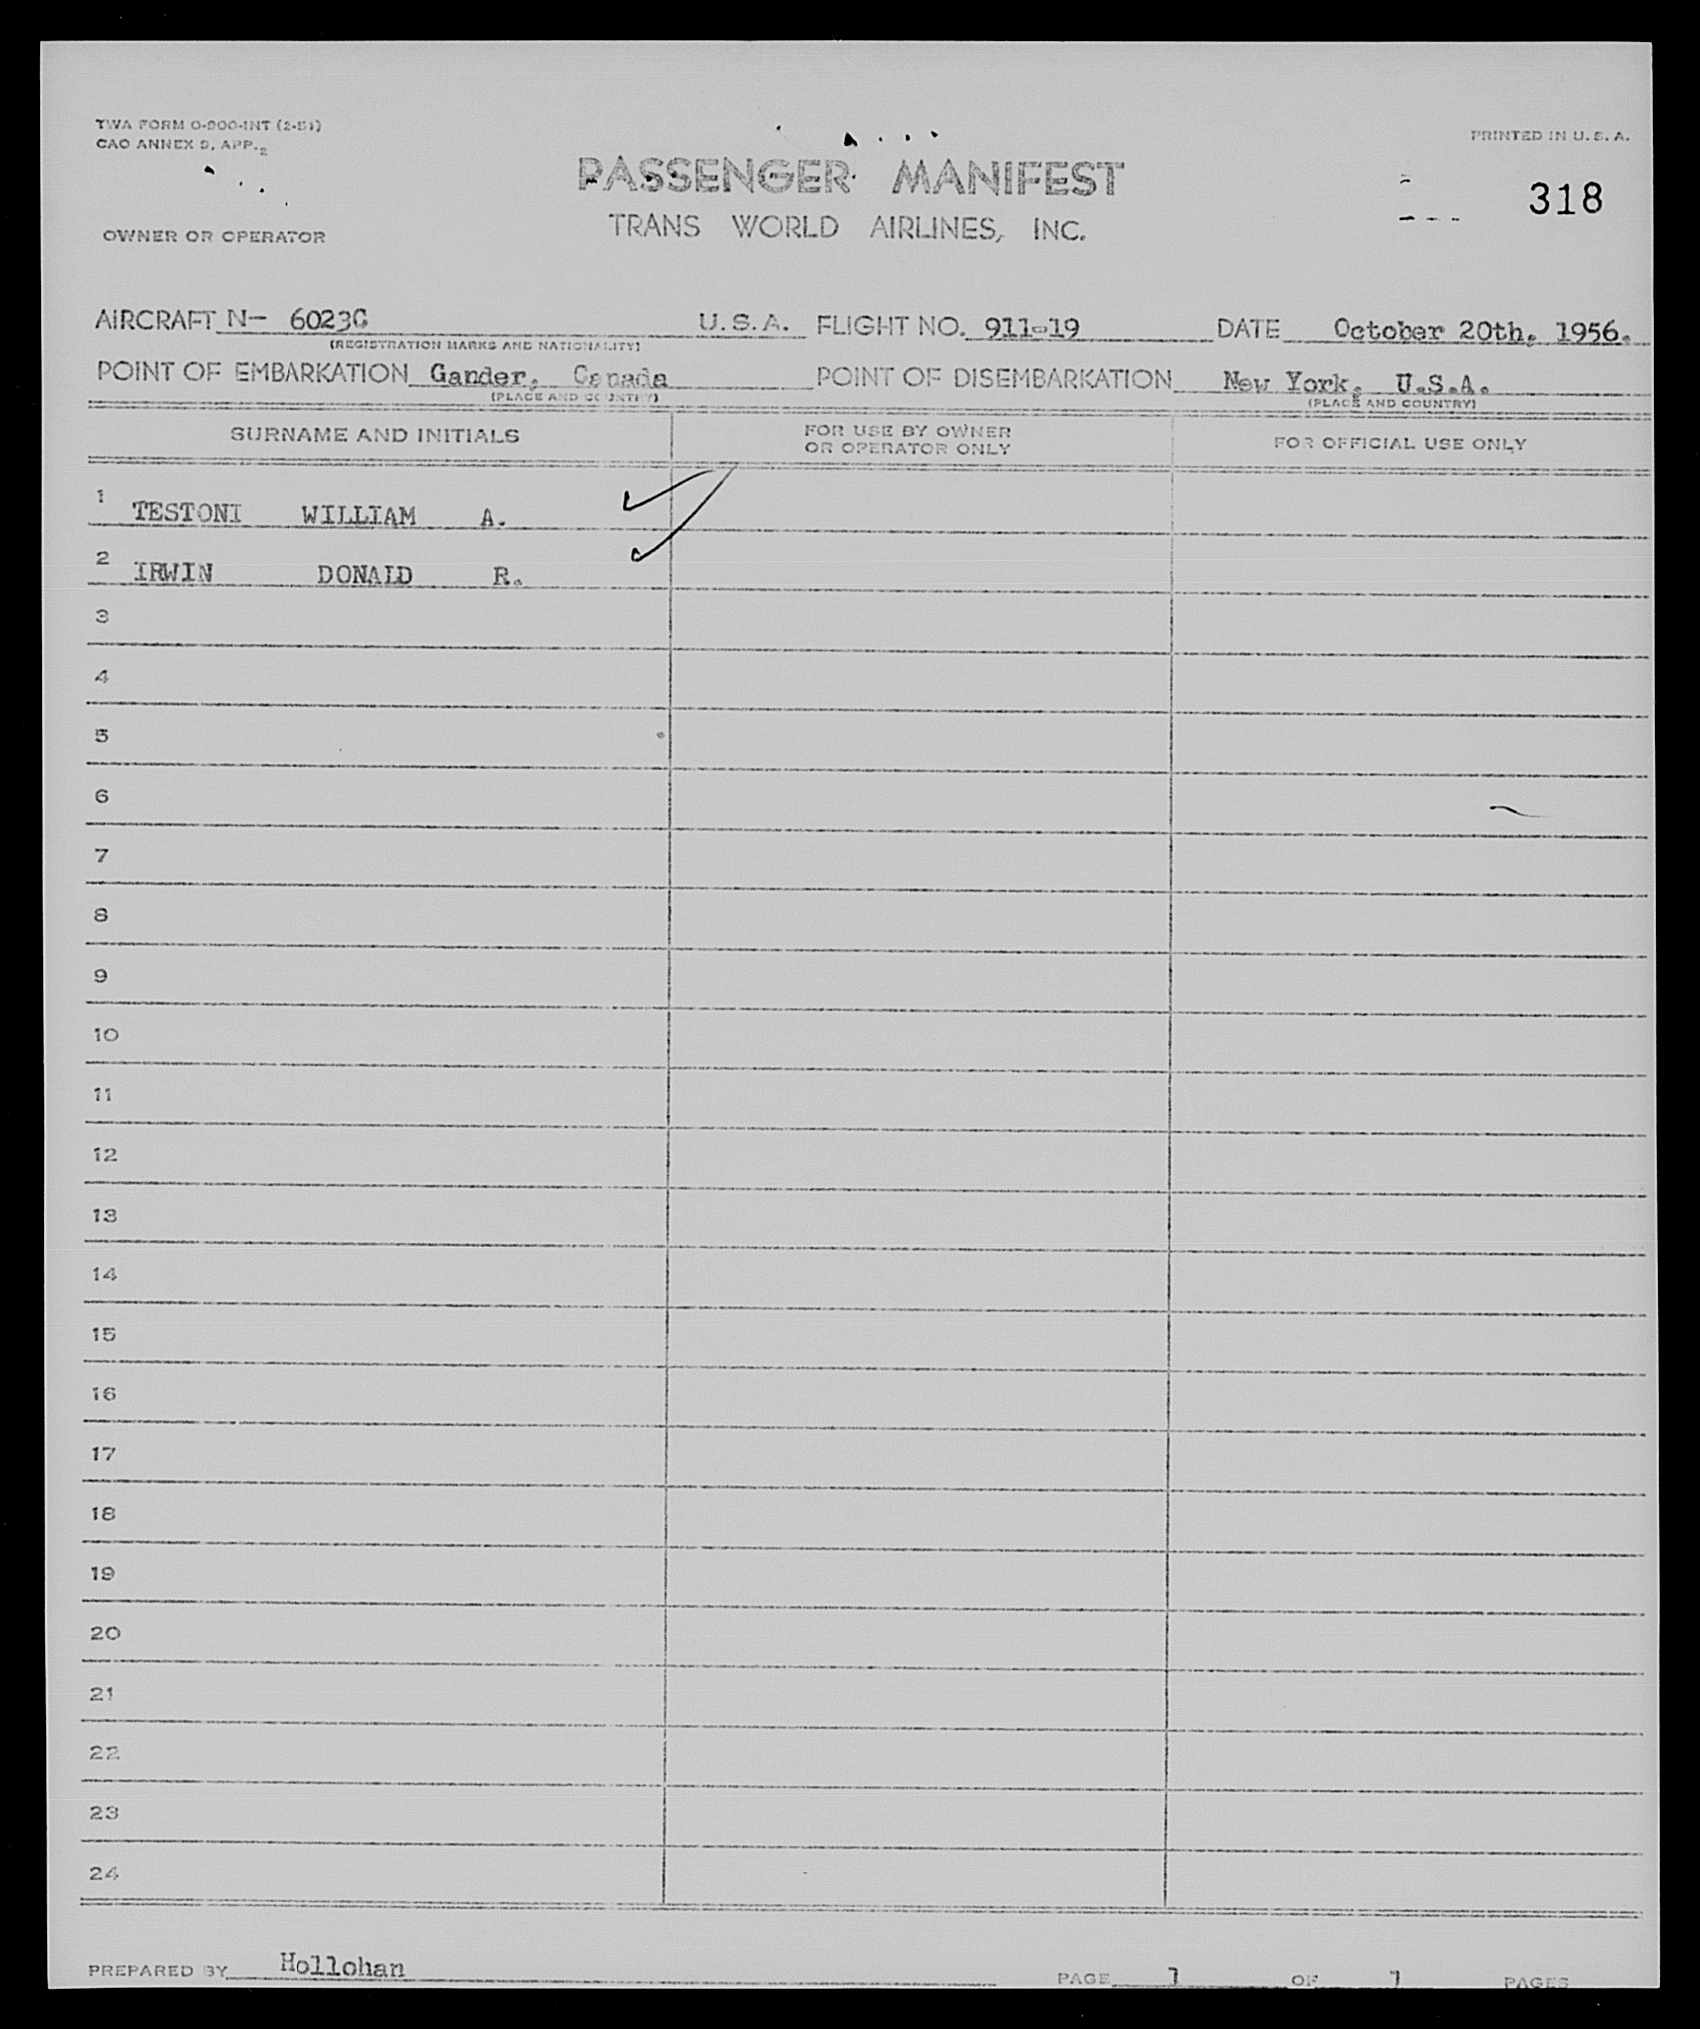 TWA FORM O-900-INT (2-51)
CAO ANNEX 9, APP. 2
PRINTED IN U. S. A.
PASSENGER MANIFEST
318
TRANS WORLD AIRLINES, INC.
OWNER OR OPERATOR
AIRCRAFT N- 6023C U.S.A. FLIGHT NO. 911-19 DATE October 20th, 1956.
(REGISTRATION MARKS AND NATIONALITY)
POINT OF EMBARKATION Gander, Canada POINT OF DISEMBARKATION New York, U.S.A.
(PLACE AND COUNTRY) (PLACE AND COUNTRY)
SURNAME AND INITIALS FOR USE BY OWNER OR OPERATOR ONLY FOR OFFICIAL USE ONLY
1 TESTONI WILLIAM A.
2 IRWIN DONALD R.
3
4
5
6
7
8
9
10
11
12
13
14
15
16
17
18
19
20
21
22
23
24
PREPARED BY Hollohan PAGE 1 OF 1 PAGES